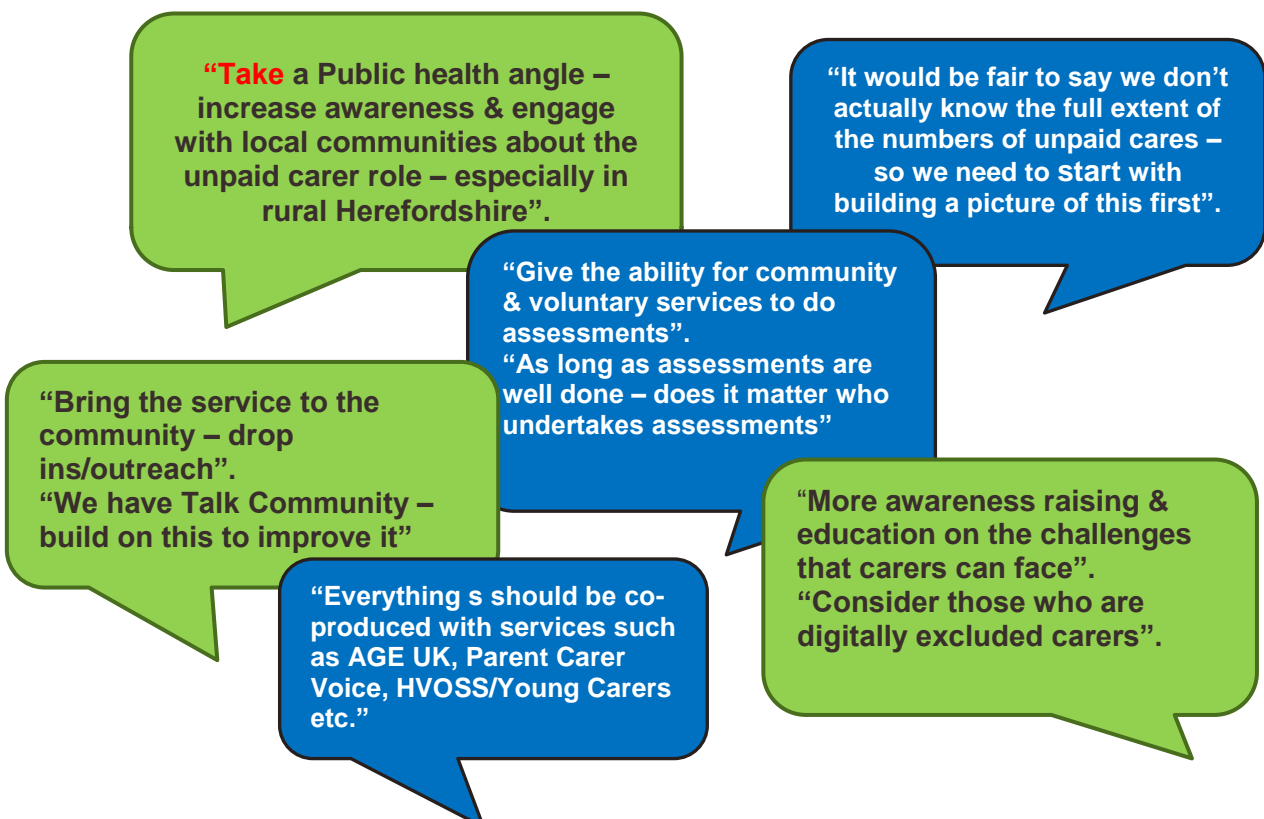 “Take a Public health angle –
increase awareness & engage
with local communities about the
unpaid carer role – especially in
rural Herefordshire”.
“It would be fair to say we don’t
actually know the full extent of
the numbers of unpaid cares –
so we need to start with
building a picture of this first”.
“Give the ability for community
& voluntary services to do
assessments”.
“As long as assessments are
well done – does it matter who
undertakes assessments”
“Bring the service to the
community – drop
ins/outreach”.
“We have Talk Community –
build on this to improve it”
“More awareness raising &
education on the challenges
that carers can face”.
“Consider those who are
digitally excluded carers”.
“Everything s should be co-
produced with services such
as AGE UK, Parent Carer
Voice, HVOSS/Young Carers
etc.”